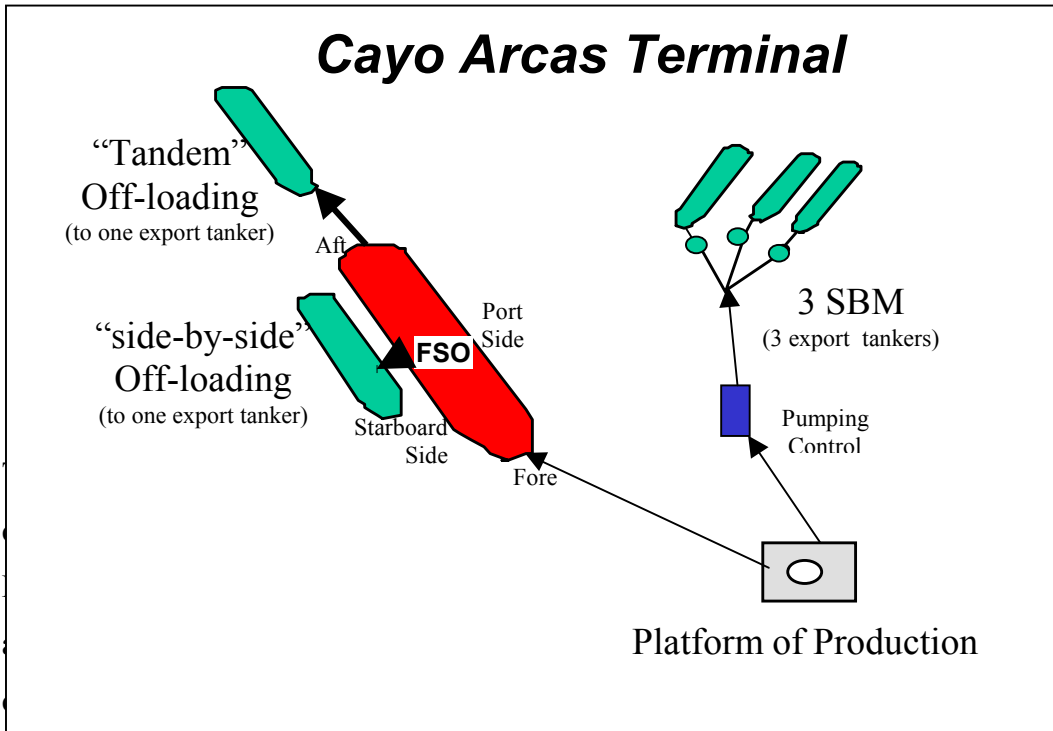 Cayo Arcas Terminal
“Tandem”
Off-loading
(to one export tanker)
Aft
“side-by-side”
Off-loading
(to one export tanker)
FSO
Port
Side
Starboard
Side
Fore
3 SBM
(3 export tankers)
Pumping
Control
Platform of Production